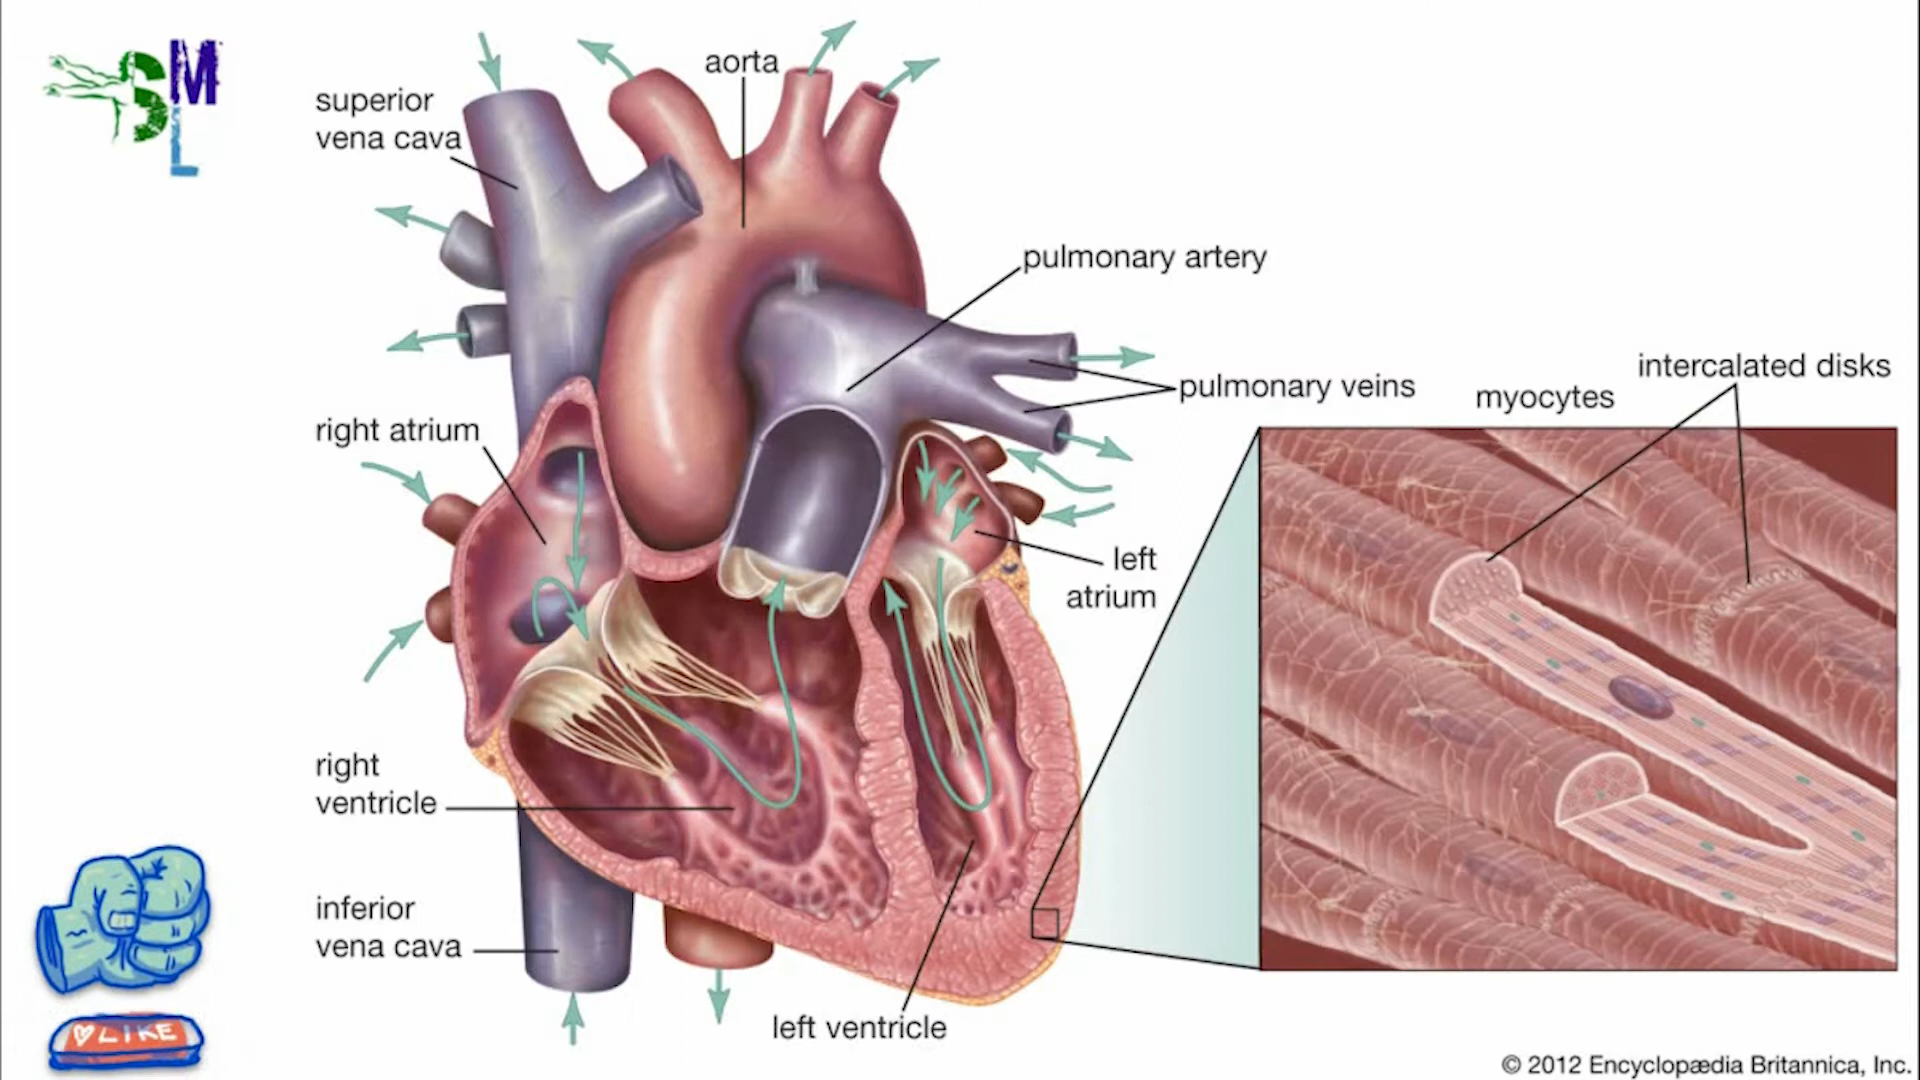 SML
aorta
superior
vena cava
pulmonary artery
intercalated disks
pulmonary veins
myocytes
right atrium
left
atrium
right
ventricle
inferior
vena cava
left ventricle
LIKE
© 2012 Encyclopædia Britannica, Inc.